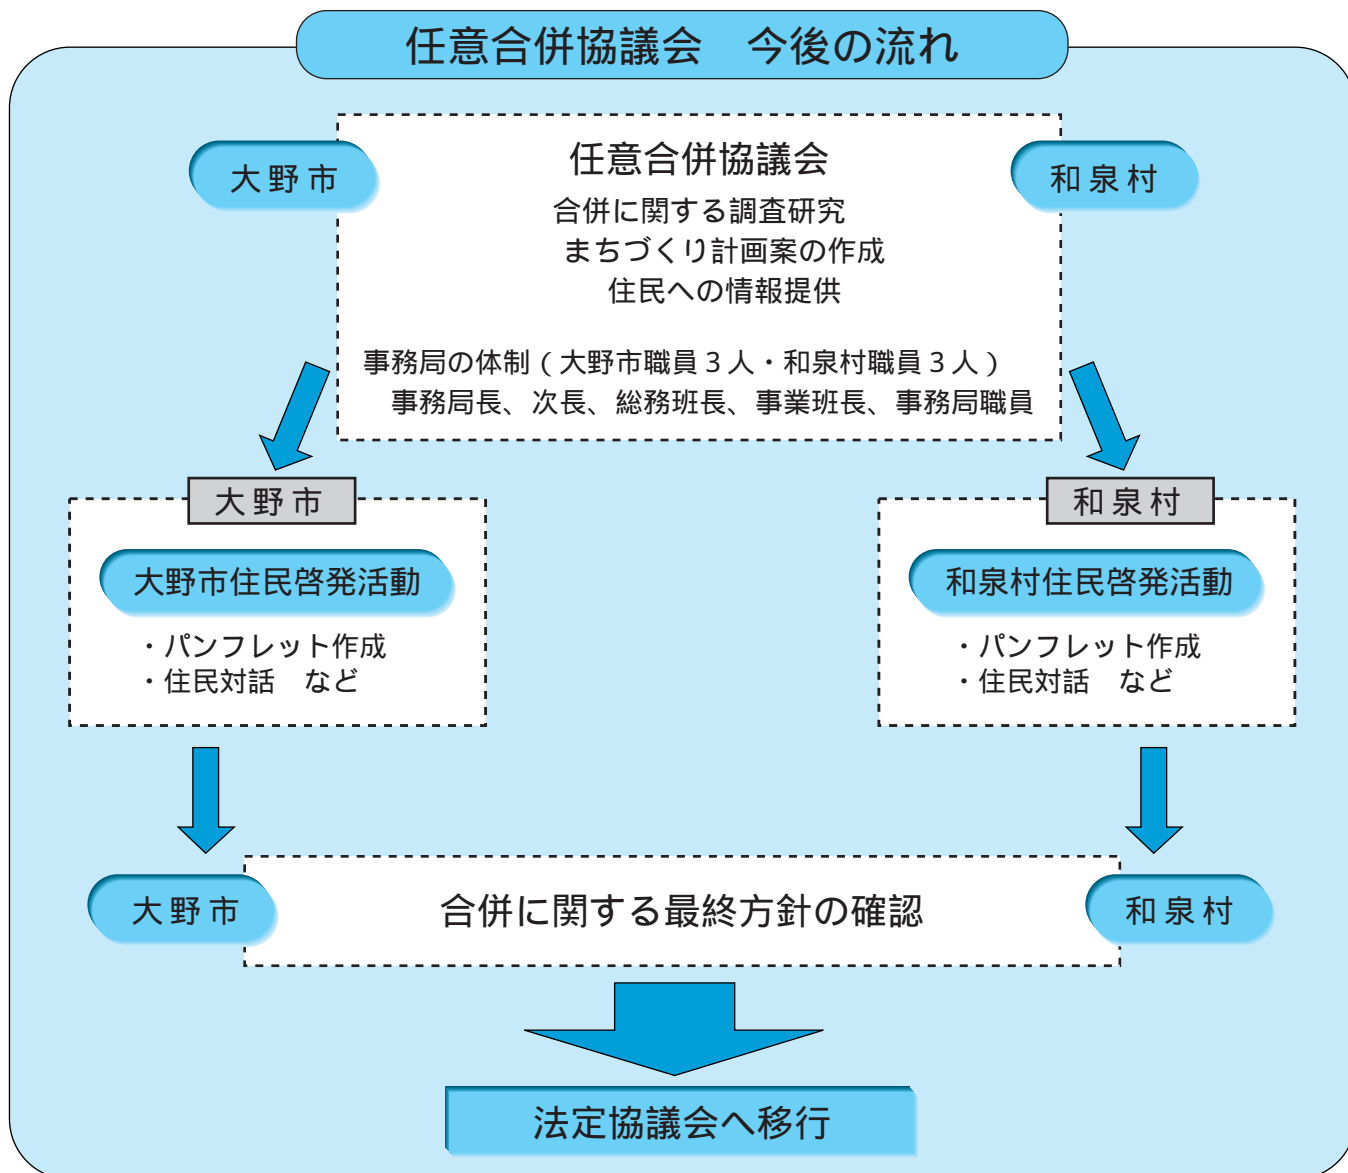 任意合併協議会　今後の流れ
大野市
和泉村
任意合併協議会
合併に関する調査研究
まちづくり計画案の作成
住民への情報提供
事務局の体制（大野市職員３人・和泉村職員３人）
事務局長、次長、総務班長、事業班長、事務局職員
大野市
大野市住民啓発活動
・パンフレット作成
・住民対話　など
和泉村
和泉村住民啓発活動
・パンフレット作成
・住民対話　など
大野市
合併に関する最終方針の確認
和泉村
法定協議会へ移行